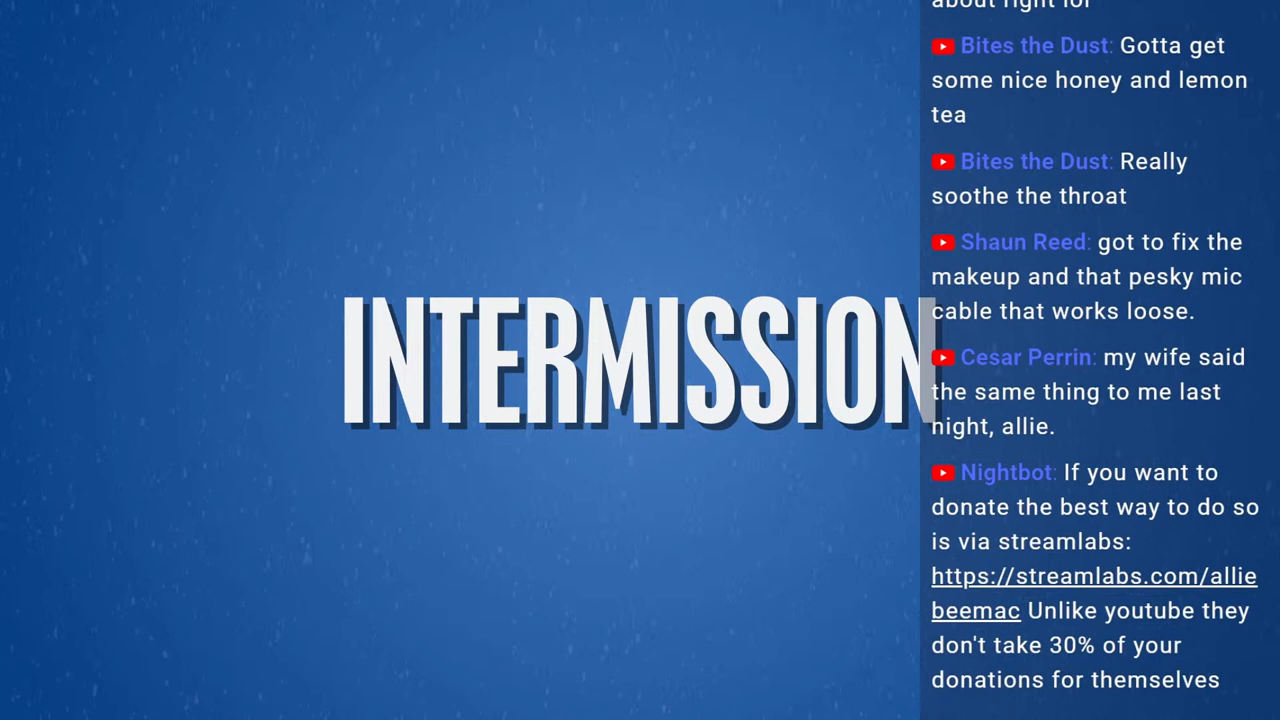 INTERMISSION
about right for
Bites the Dust: Gotta get
some nice honey and lemon
tea
Bites the Dust: Really
soothe the throat
Shaun Reed: got to fix the
makeup and that pesky mic
cable that works loose.
Cesar Perrin: my wife said
the same thing to me last
night, allie.
Nightbot: If you want to
donate the best way to do so
is via streamlabs:
https://streamlabs.com/allie
beemac Unlike youtube they
don't take 30% of your
donations for themselves